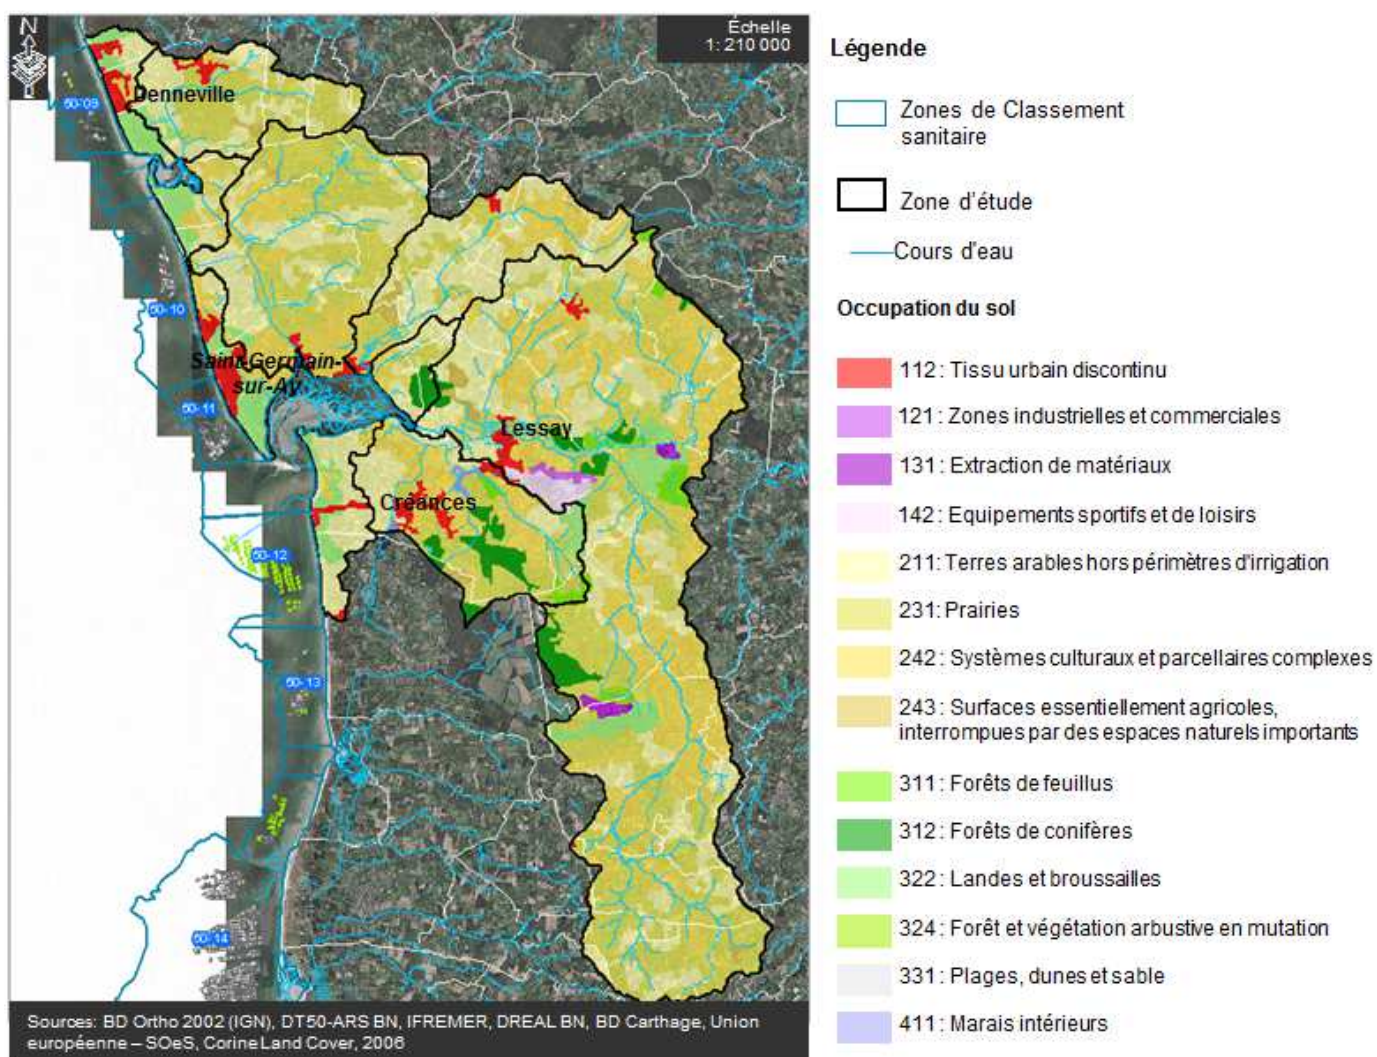 N
Échelle
1: 210 000
Denneville
50-09
50-10
Saint-Germain-
sur-Ay
50-11
Lessay
Créances
50-12
50-13
50-14
Sources: BD Ortho 2002 (IGN), DT50-ARS BN, IFREMER, DREAL BN, BD Carthage, Union
européenne – SOeS, CorineLand Cover, 2006
Légende
Zones de Classement
sanitaire
Zone d'étude
Cours d'eau
Occupation du sol
112 : Tissu urbain discontinu
121 : Zones industrielles et commerciales
131 : Extraction de matériaux
142 : Equipements sportifs et de loisirs
211: Terres arables hors périmètres d'irrigation
231: Prairies
242 : Systèmes culturaux et parcellaires complexes
243 : Surfaces essentiellement agricoles,
interrompues par des espaces naturels importants
311: Forêts de feuillus
312 : Forêts de conifères
322 : Landes et broussailles
324 : Forêt et végétation arbustive en mutation
331 : Plages, dunes et sable
411 : Marais intérieurs